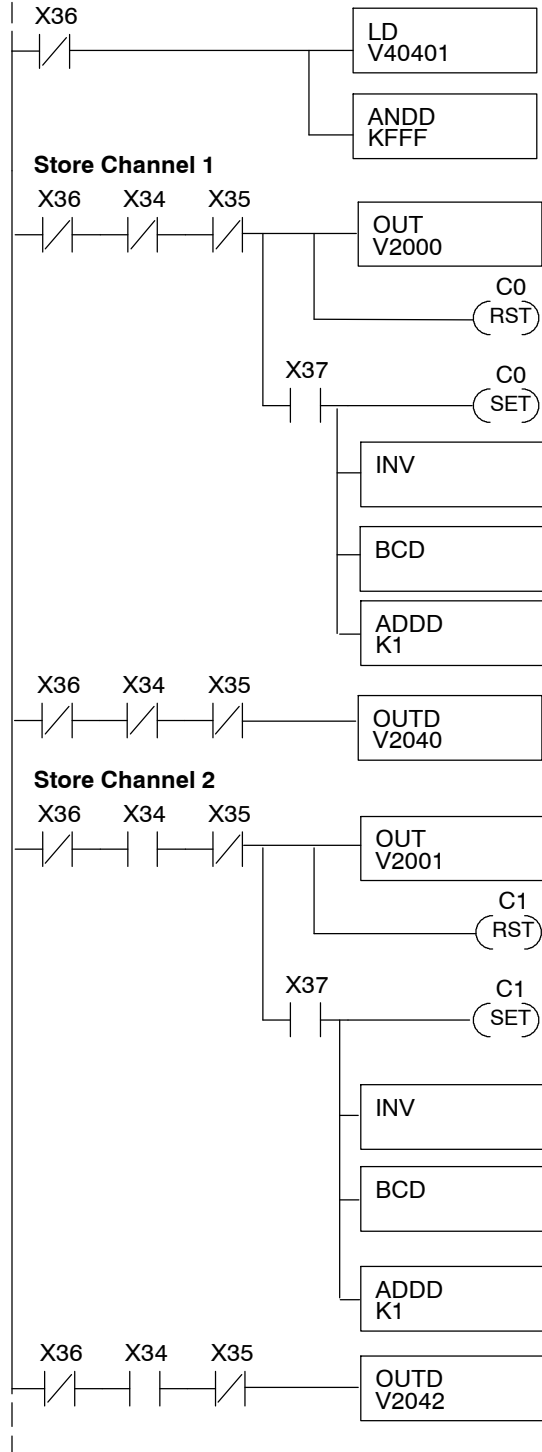 X36
LD
V40401
ANDD
KFFF
Store Channel 1
X36 X34 X35
OUT
V2000
C0
RST
X37
C0
SET
INV
BCD
ADDD
K1
X36 X34 X35
OUTD
V2040
Store Channel 2
X36 X34 X35
OUT
V2001
C1
RST
X37
C1
SET
INV
BCD
ADDD
K1
X36 X34 X35
OUTD
V2042